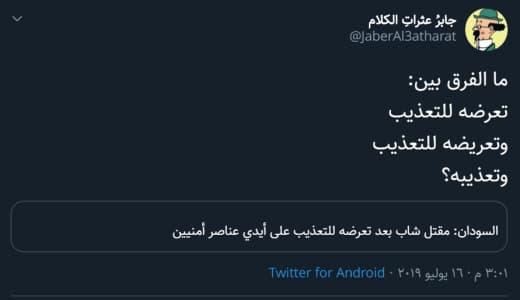 جابرُ عثراتِ الكلام
@JaberAl3atharat
ما الفرق بين:
تعرضه للتعذيب
وتعريضه للتعذيب
وتعذيبه؟
السودان: مقتل شاب بعد تعرضه للتعذيب على أيدي عناصر أمنيين
٣:٠١ م · ١٦ يوليو ٢٠١٩ · Twitter for Android